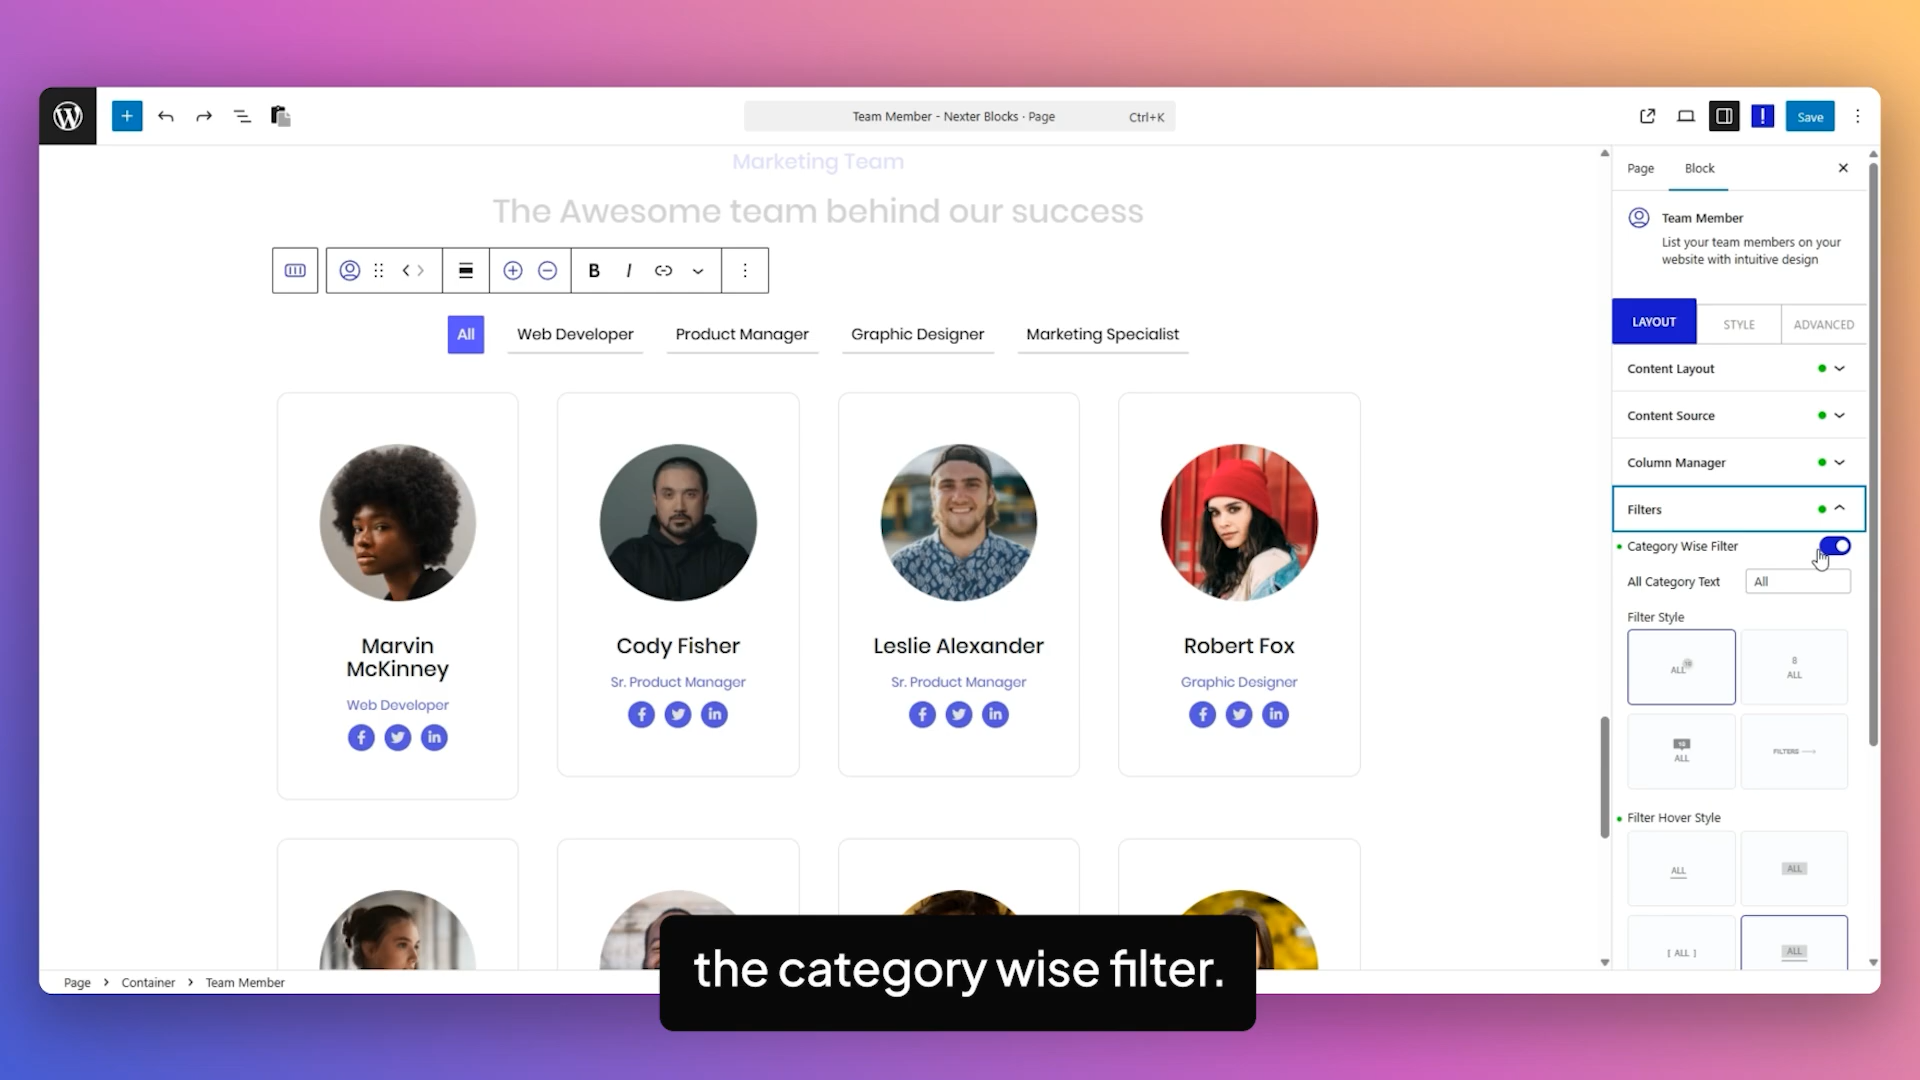 Team Member - Nexter Blocks · Page
Ctrl+K
Save
Marketing Team
The Awesome team behind our success
B
I
All
Web Developer
Product Manager
Graphic Designer
Marketing Specialist
Marvin
McKinney
Web Developer
Cody Fisher
Sr. Product Manager
Leslie Alexander
Sr. Product Manager
Robert Fox
Graphic Designer
Page
Block
Team Member
List your team members on your
website with intuitive design
LAYOUT
STYLE
ADVANCED
Content Layout
Content Source
Column Manager
Filters
Category Wise Filter
All Category Text
All
Filter Style
ALL
8
ALL
ALL
FILTERS
Filter Hover Style
ALL
ALL
[ ALL ]
ALL
Page
Container
Team Member
the category wise filter.